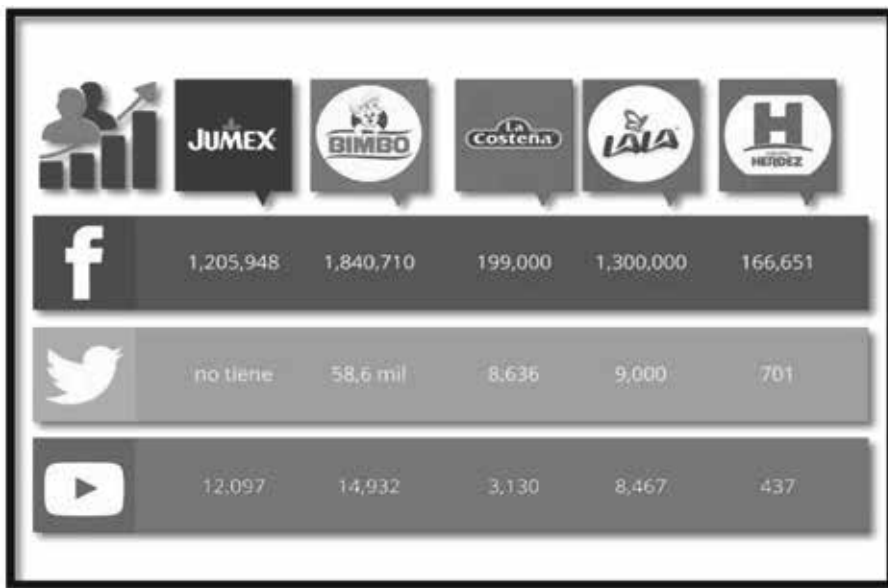 JUMEX
BIMBO
La
Costeña
LALA
H
HERDEZ
f
1,205,948 1,840,710 199,000 1,300,000 166,651
no tiene 58,6 mil 8,636 9,000 701
12,097 14,932 3,130 8,467 437